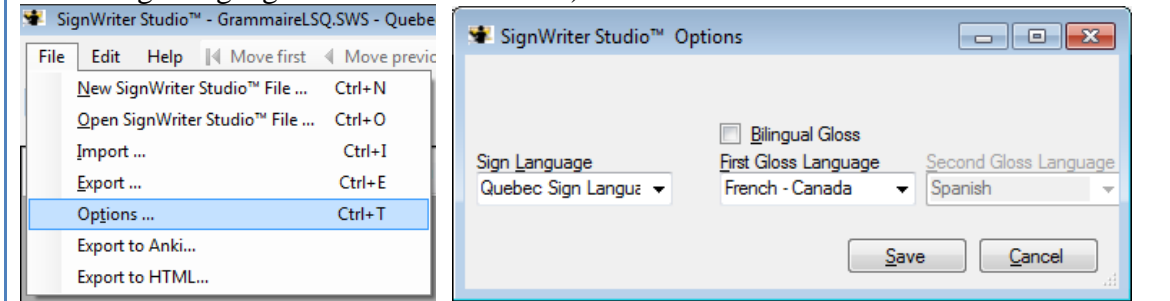 SignWriter Studio™ - GrammaireLSQ.SWS - Quebe
File Edit Help Move first Move previc
New SignWriter Studio™ File ... Ctrl+N
Open SignWriter Studio™ File ... Ctrl+O
Import ... Ctrl+I
Export ... Ctrl+E
Options ... Ctrl+T
Export to Anki...
Export to HTML...
SignWriter Studio™ Options
Bilingual Gloss
Sign Language First Gloss Language Second Gloss Language
Quebec Sign Langua French - Canada Spanish
Save Cancel